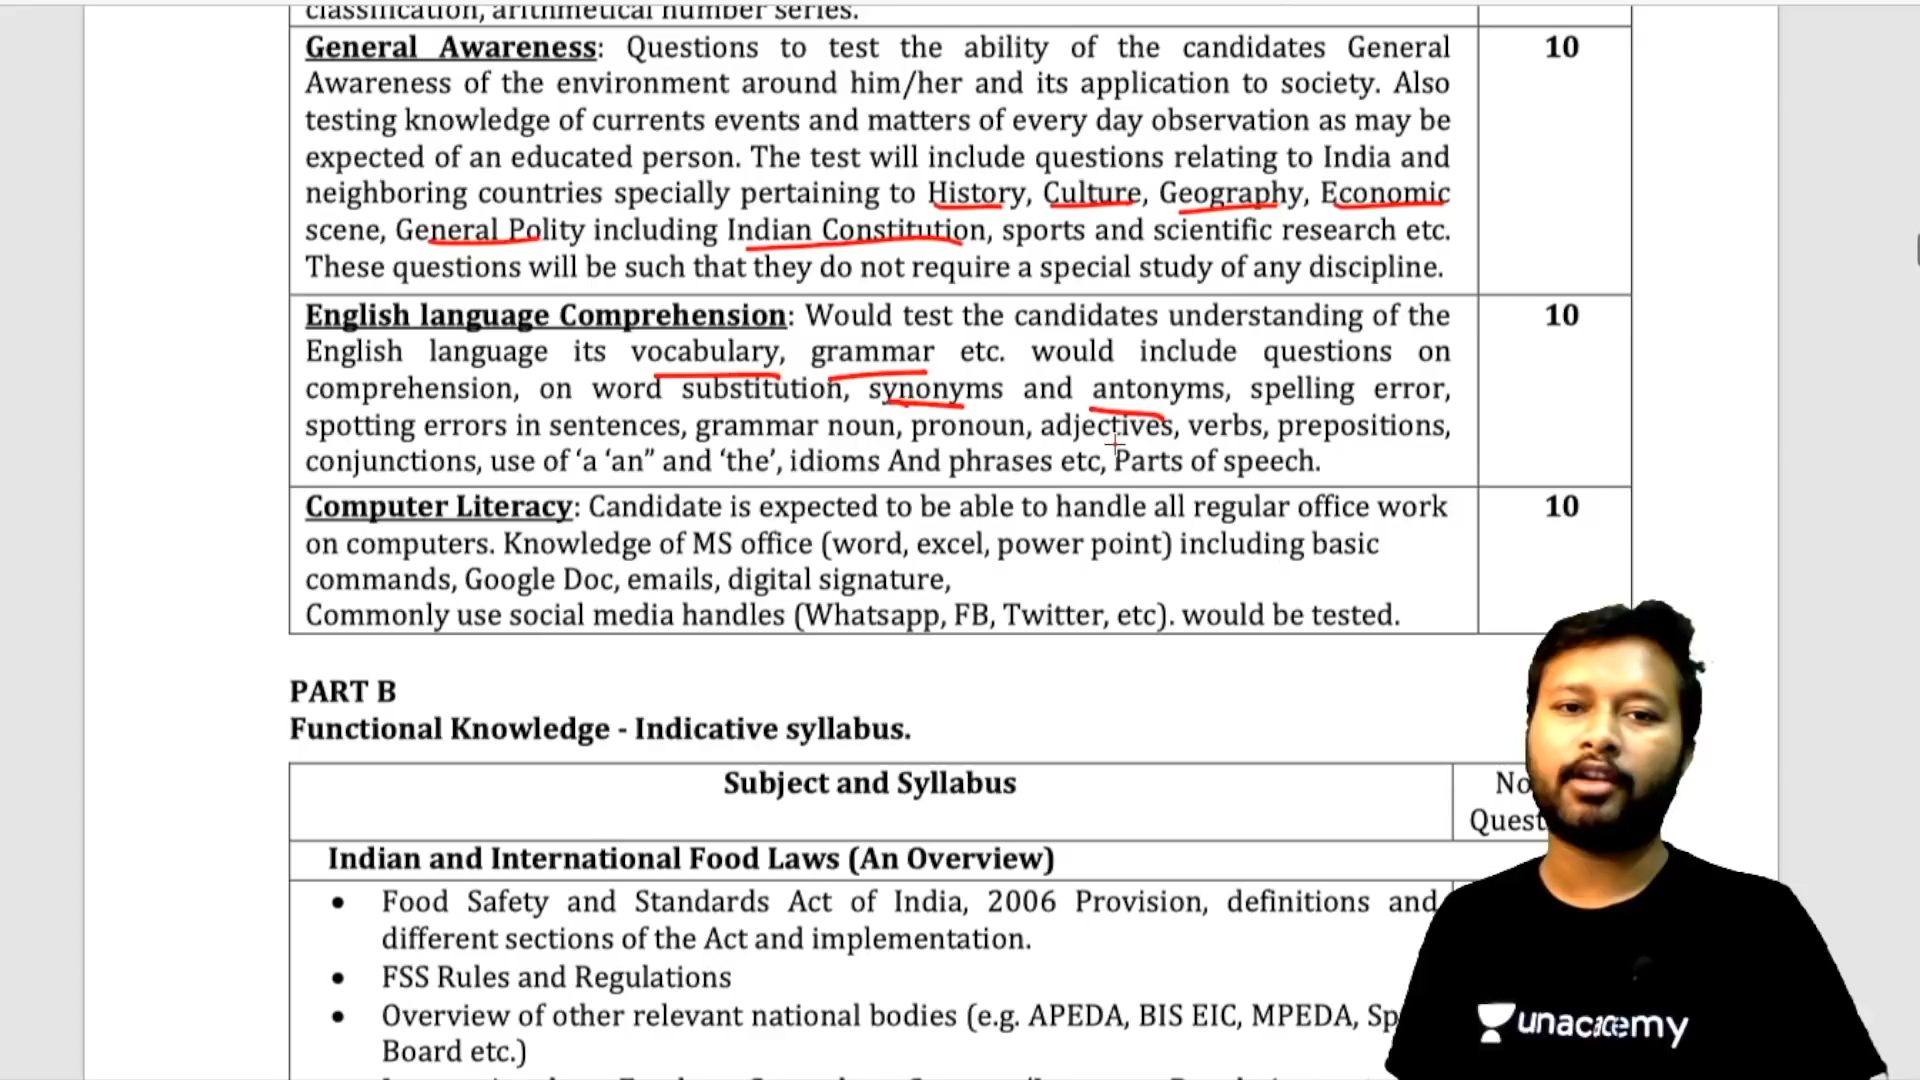 classification, arithmetical number series.
General Awareness: Questions to test the ability of the candidates General
Awareness of the environment around him/her and its application to society. Also
testing knowledge of currents events and matters of every day observation as may be
expected of an educated person. The test will include questions relating to India and
neighboring countries specially pertaining to History, Culture, Geography, Economic
scene, General Polity including Indian Constitution, sports and scientific research etc.
These questions will be such that they do not require a special study of any discipline.
10
English language Comprehension: Would test the candidates understanding of the
English language its vocabulary, grammar etc. would include questions on
comprehension, on word substitution, synonyms and antonyms, spelling error,
spotting errors in sentences, grammar noun, pronoun, adjectives, verbs, prepositions,
conjunctions, use of ‘a ‘an” and ‘the’, idioms And phrases etc, Parts of speech.
10
Computer Literacy: Candidate is expected to be able to handle all regular office work
on computers. Knowledge of MS office (word, excel, power point) including basic
commands, Google Doc, emails, digital signature,
Commonly use social media handles (Whatsapp, FB, Twitter, etc). would be tested.
10
PART B
Functional Knowledge - Indicative syllabus.
Subject and Syllabus
No
Quest
Indian and International Food Laws (An Overview)
• Food Safety and Standards Act of India, 2006 Provision, definitions and
different sections of the Act and implementation.
• FSS Rules and Regulations
• Overview of other relevant national bodies (e.g. APEDA, BIS EIC, MPEDA, Sp
Board etc.)
unacademy